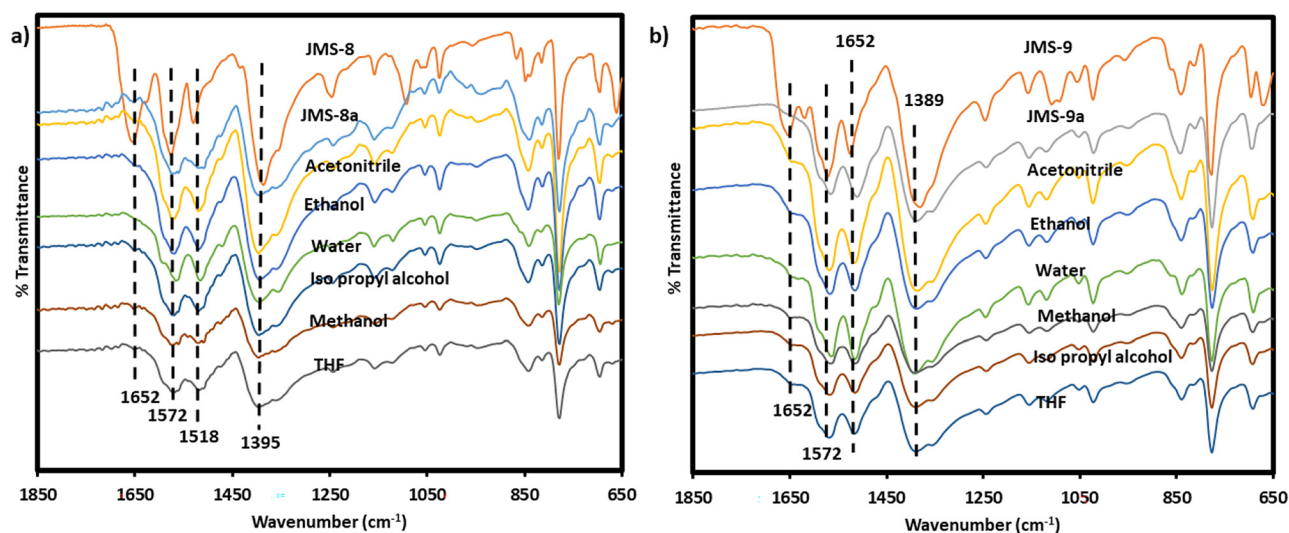 a)
% Transmittance
JMS-8
JMS-8a
Acetonitrile
Ethanol
Water
Iso propyl alcohol
Methanol
THF
1652
1572
1518
1395
1850
1650
1450
1250
1050
850
650
Wavenumber (cm-1)
b)
% Transmittance
1652
JMS-9
1389
JMS-9a
Acetonitrile
Ethanol
Water
Methanol
Iso propyl alcohol
THF
1652
1572
1850
1650
1450
1250
1050
850
650
Wavenumber (cm-1)